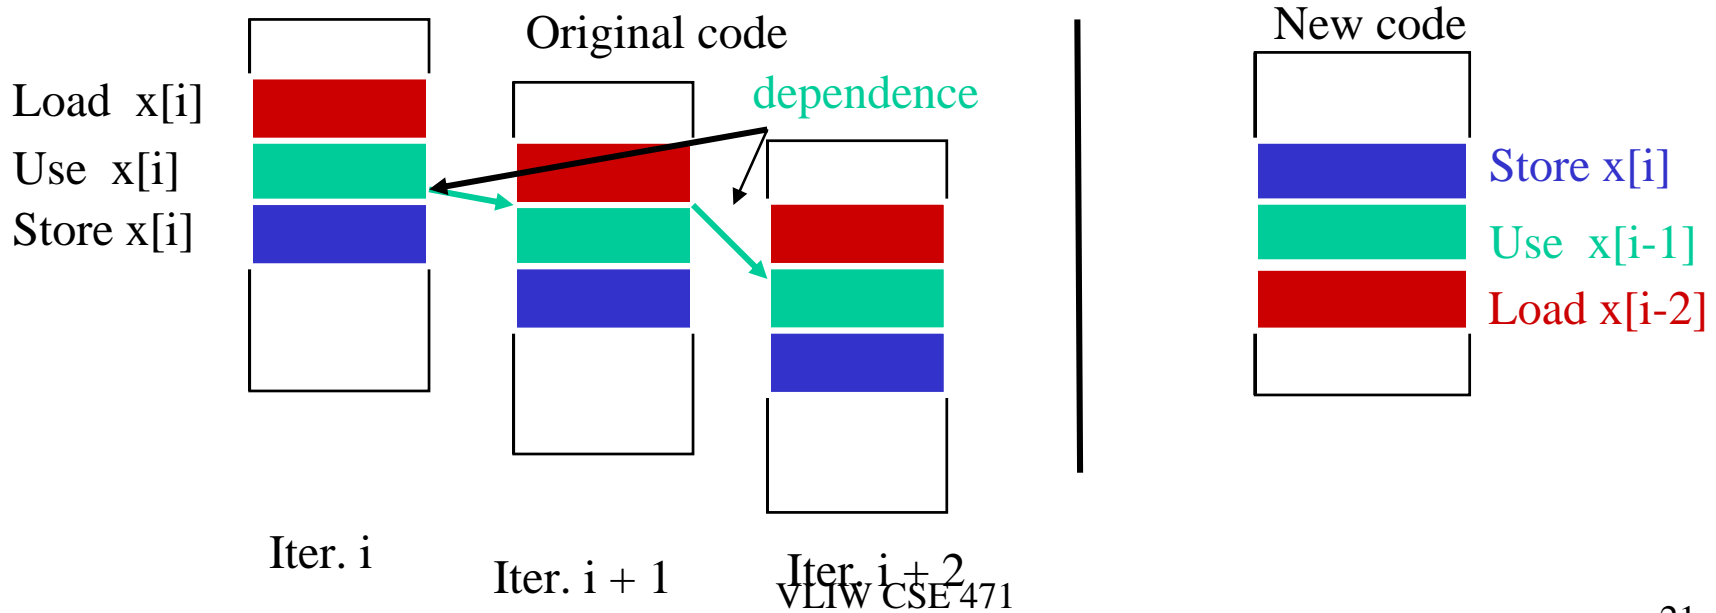 Original code
New code
Load x[i]
dependence
Use x[i]
Store x[i]
Store x[i]
Use x[i-1]
Load x[i-2]
Iter. i
Iter. i + 1
Iter. i + 2
VLIW CSE 471
21